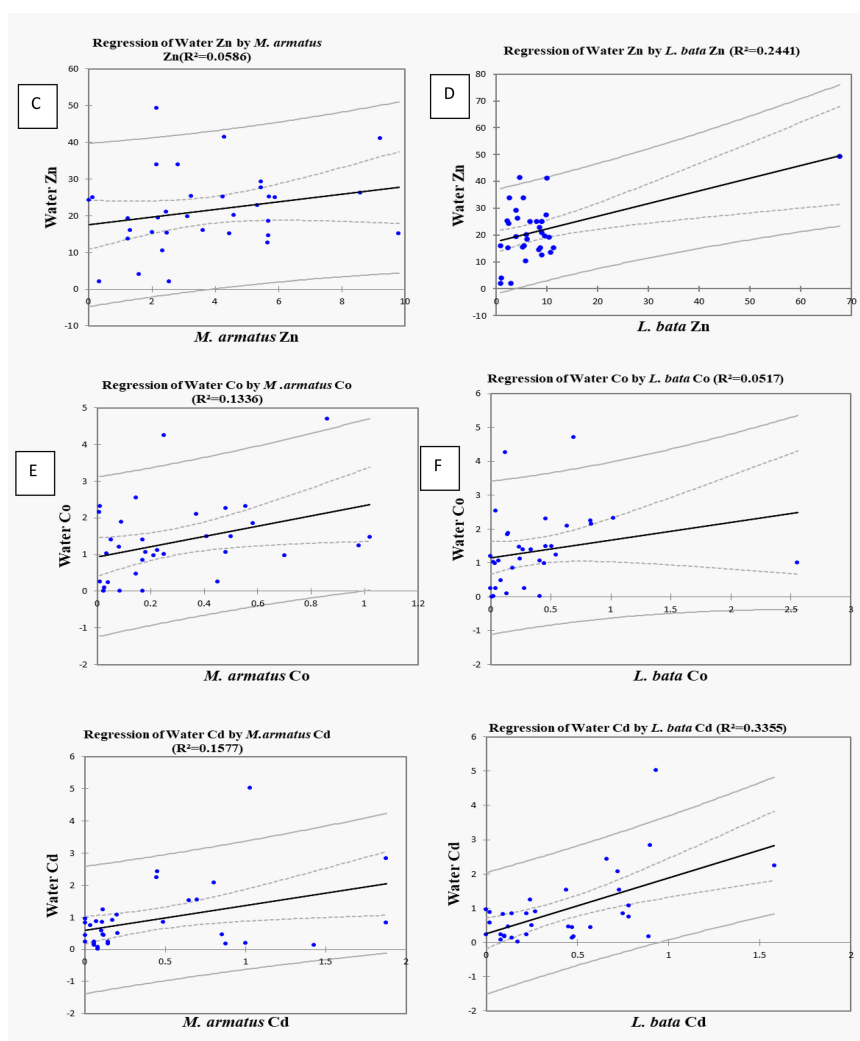 Regression of Water Zn by M. armatus
Zn(R²=0.0586)
C
Water Zn
60
50
40
30
20
10
0
-10
0 2 4 6 8 10
M. armatus Zn
Regression of Water Zn by L. bata Zn (R²=0.2441)
D
Water Zn
80
70
60
50
40
30
20
10
0
-10
0 10 20 30 40 50 60 70
L. bata Zn
Regression of Water Co by M .armatus Co
(R²=0.1336)
E
Water Co
5
4
3
2
1
0
-1
-2
0 0.2 0.4 0.6 0.8 1 1.2
M. armatus Co
Regression of Water Co by L. bata Co (R²=0.0517)
F
Water Co
6
5
4
3
2
1
0
-1
-2
0 0.5 1 1.5 2 2.5 3
L. bata Co
Regression of Water Cd by M.armatus Cd
(R²=0.1577)
Water Cd
6
5
4
3
2
1
0
-1
-2
0 0.5 1 1.5 2
M. armatus Cd
Regression of Water Cd by L. bata Cd (R²=0.3355)
Water Cd
6
5
4
3
2
1
0
-1
-2
0 0.5 1 1.5 2
L. bata Cd